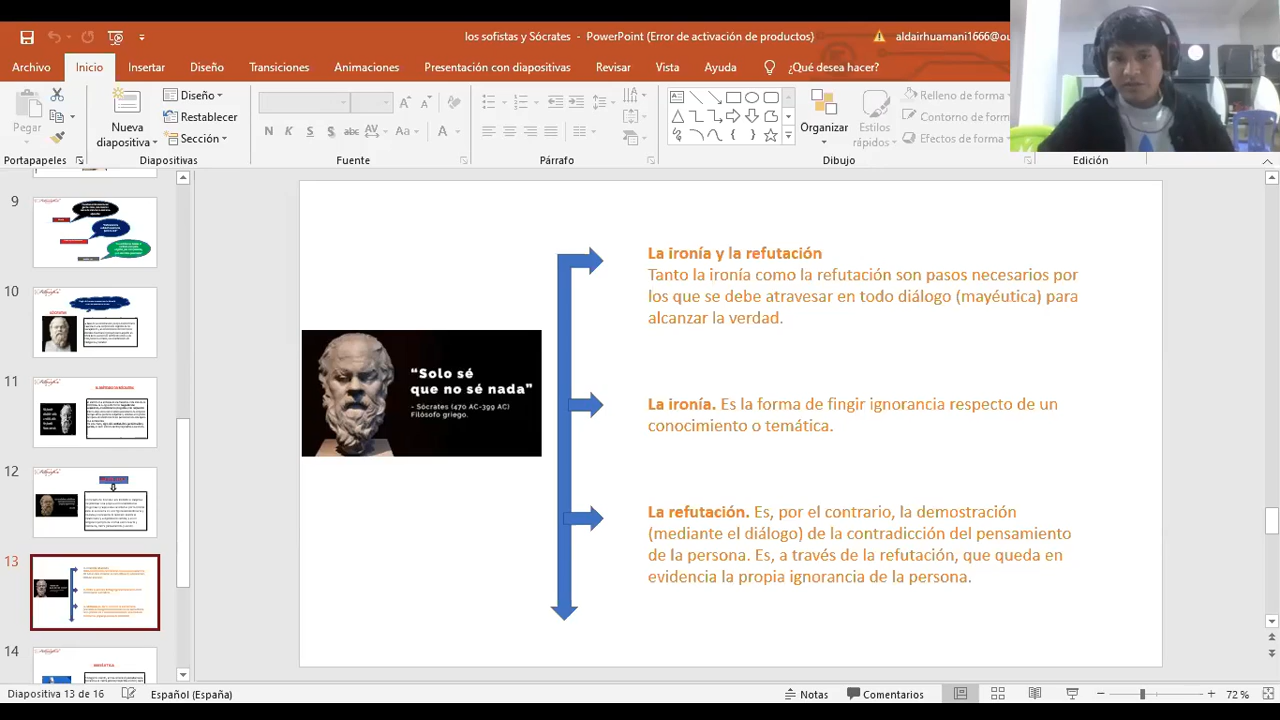 los sofistas y Sócrates - PowerPoint (Error de activación de productos)
aldairhuamani1666@ou
Archivo
Inicio
Insertar
Diseño
Transiciones
Animaciones
Presentación con diapositivas
Revisar
Vista
Ayuda
¿Qué desea hacer?
Pegar
Nueva
diapositiva
Diseño
Restablecer
Sección
N K S abc AV Aa A
Organizar
Estilos
rápidos
Relleno de forma
Contorno de form
Efectos de forma
Portapapeles
Diapositivas
Fuente
Párrafo
Dibujo
Edición
9
10
11
12
13
14
La ironía y la refutación
Tanto la ironía como la refutación son pasos necesarios por
los que se debe atravesar en todo diálogo (mayéutica) para
alcanzar la verdad.
“Solo sé
que no sé nada”
- Sócrates (470 AC-399 AC)
Filósofo griego.
La ironía. Es la forma de fingir ignorancia respecto de un
conocimiento o temática.
La refutación. Es, por el contrario, la demostración
(mediante el diálogo) de la contradicción del pensamiento
de la persona. Es, a través de la refutación, que queda en
evidencia la propia ignorancia de la persona.
Diapositiva 13 de 16
Español (España)
Notas
Comentarios
72 %